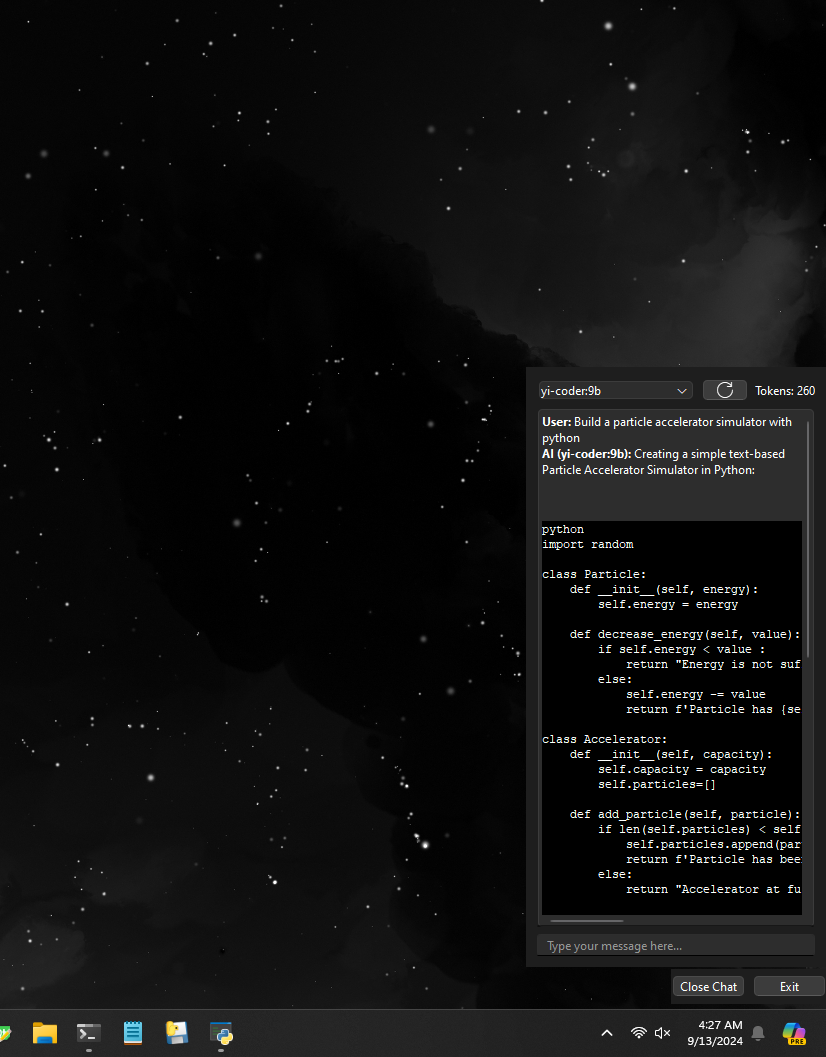 yi-coder:9b
Tokens: 260
User: Build a particle accelerator simulator with
python
AI (yi-coder:9b): Creating a simple text-based
Particle Accelerator Simulator in Python:
python
import random
class Particle:
    def __init__(self, energy):
        self.energy = energy
    def decrease_energy(self, value):
        if self.energy < value :
            return "Energy is not suf
        else:
            self.energy -= value
            return f'Particle has {se
class Accelerator:
    def __init__(self, capacity):
        self.capacity = capacity
        self.particles=[]
    def add_particle(self, particle):
        if len(self.particles) < self
            self.particles.append(par
            return f'Particle has bee
        else:
            return "Accelerator at fu
Type your message here...
Close Chat
Exit
4:27 AM
9/13/2024
PRE